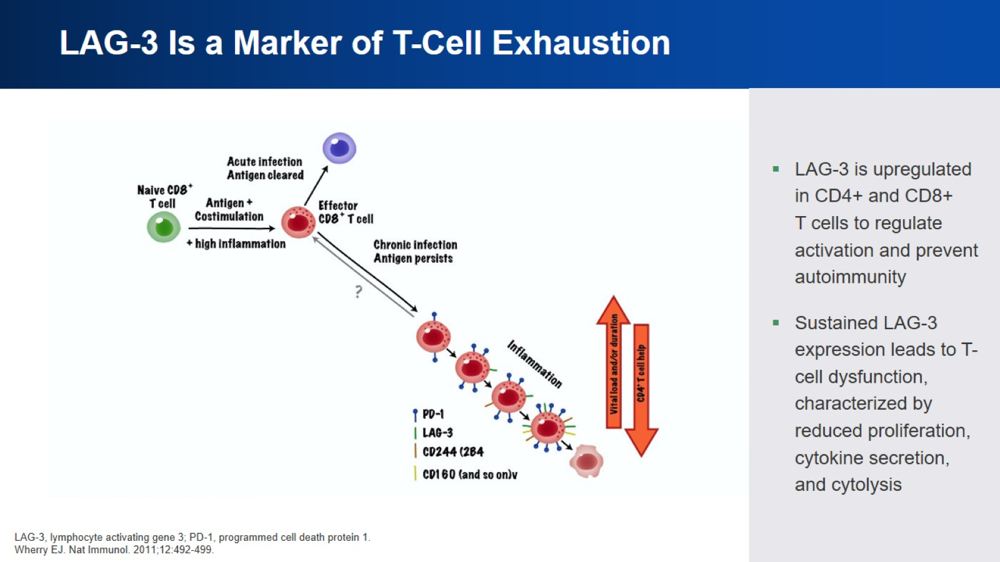 LAG-3 Is a Marker of T-Cell Exhaustion
Acute infection
Antigen cleared
Naive CD8+
T cell
Antigen +
Costimulation
+ high inflammation
Effector
CD8+ T cell
Chronic infection
Antigen persists
?
Inflammation
Vital load and/or duration
CD4+ T cell help
PD-1
LAG-3
CD244 (2B4
CD160 (and so on)v
LAG-3 is upregulated
in CD4+ and CD8+
T cells to regulate
activation and prevent
autoimmunity
Sustained LAG-3
expression leads to T-
cell dysfunction,
characterized by
reduced proliferation,
cytokine secretion,
and cytolysis
LAG-3, lymphocyte activating gene 3; PD-1, programmed cell death protein 1.
Wherry EJ. Nat Immunol. 2011;12:492-499.